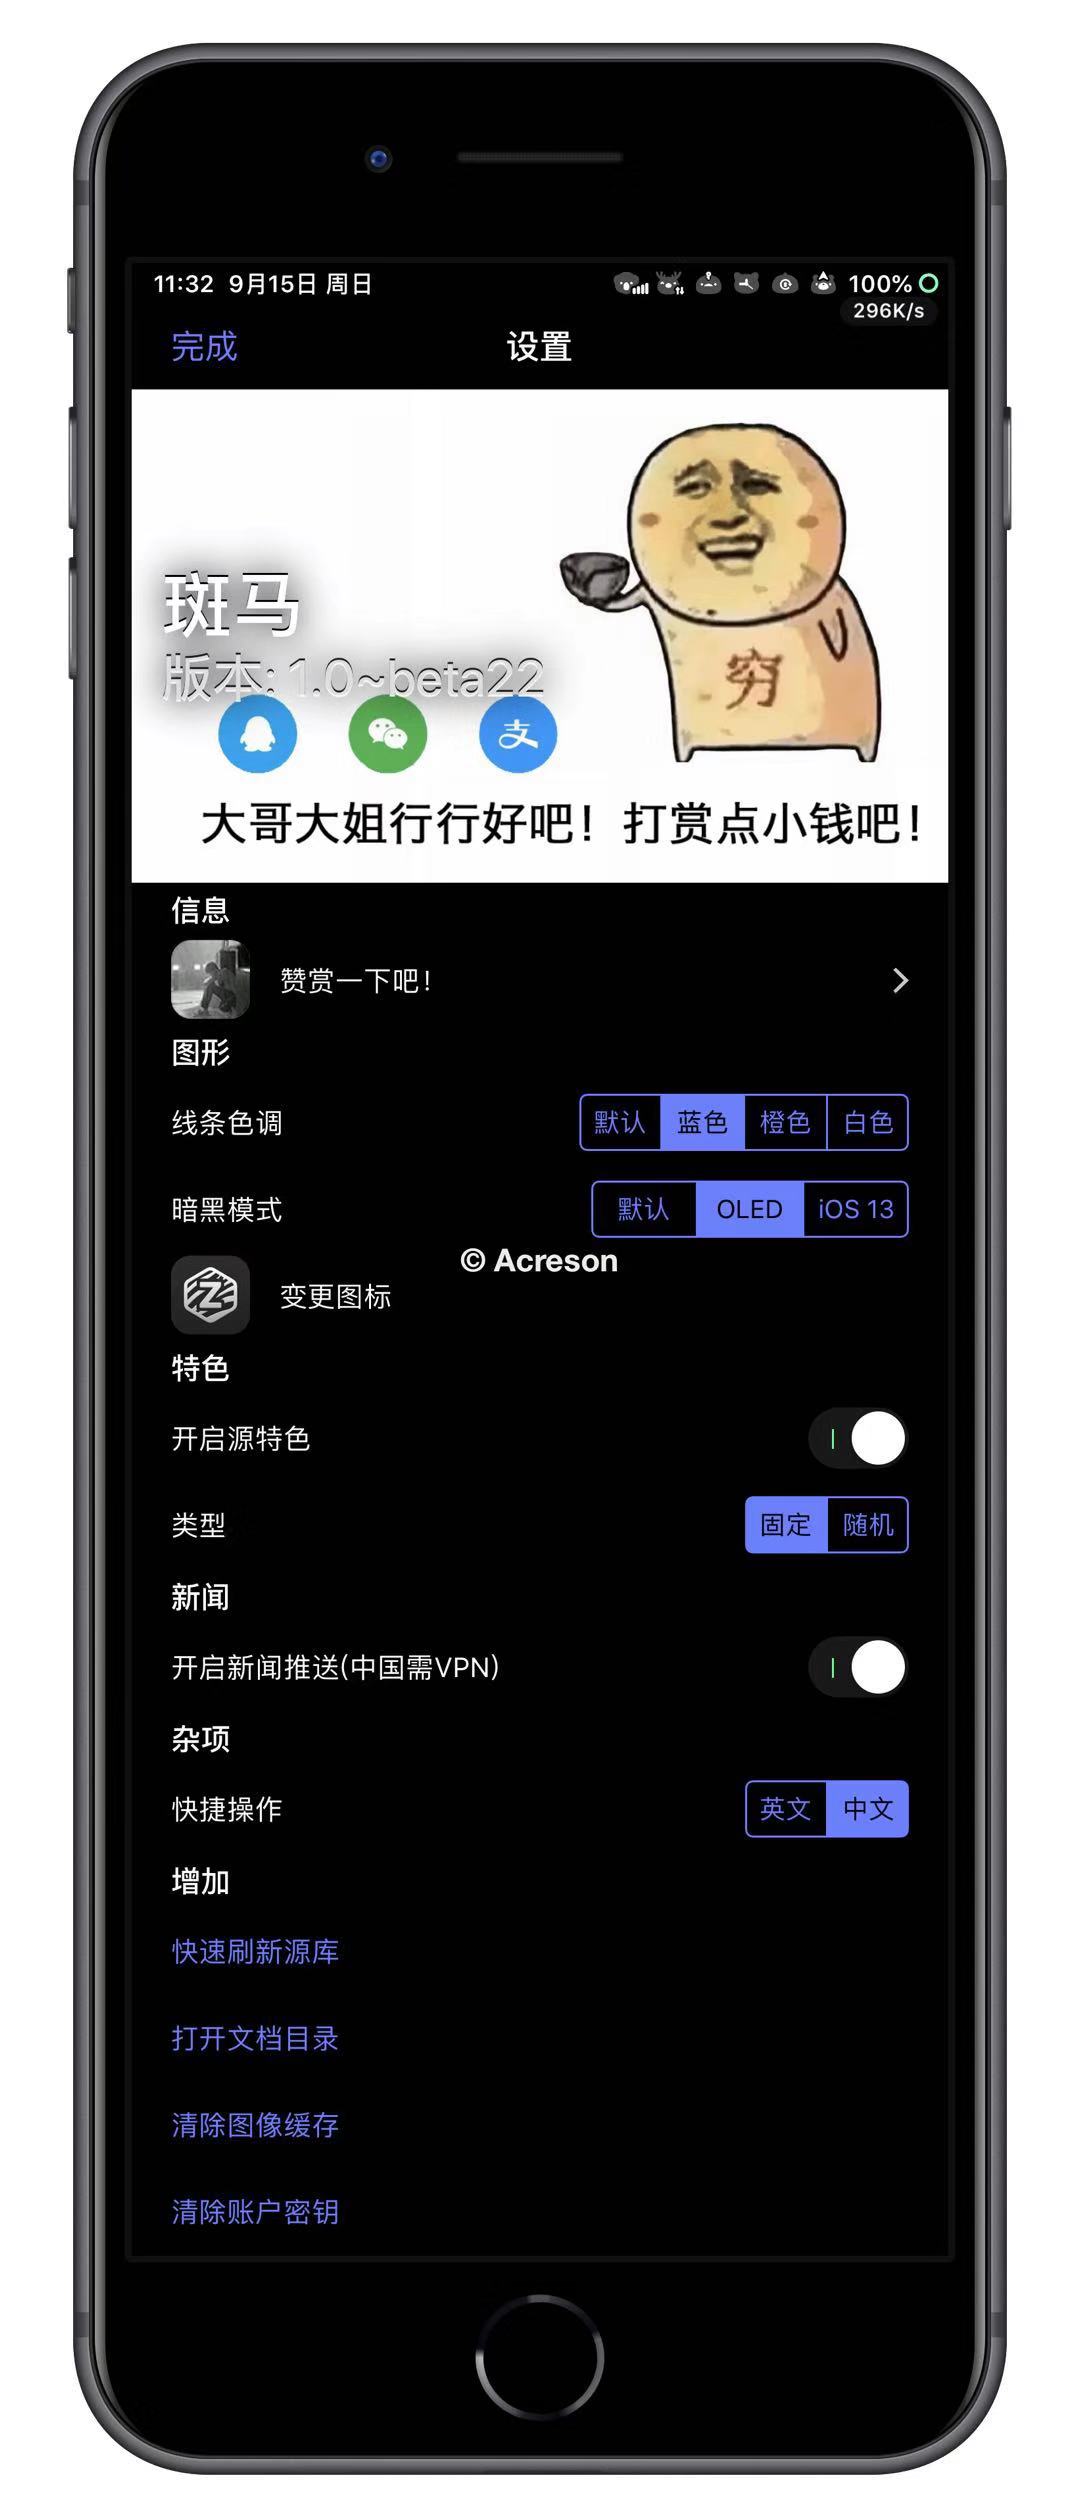 11:32 9月15日 周日 100%
296K/s
完成 设置
斑马
版本: 1.0~beta22
穷
支
大哥大姐行行好吧！打赏点小钱吧！
信息
赞赏一下吧！
图形
线条色调 默认 蓝色 橙色 白色
暗黑模式 默认 OLED iOS 13
© Acreson
Z 变更图标
特色
开启源特色
类型 固定 随机
新闻
开启新闻推送(中国需VPN)
杂项
快捷操作 英文 中文
增加
快速刷新源库
打开文档目录
清除图像缓存
清除账户密钥